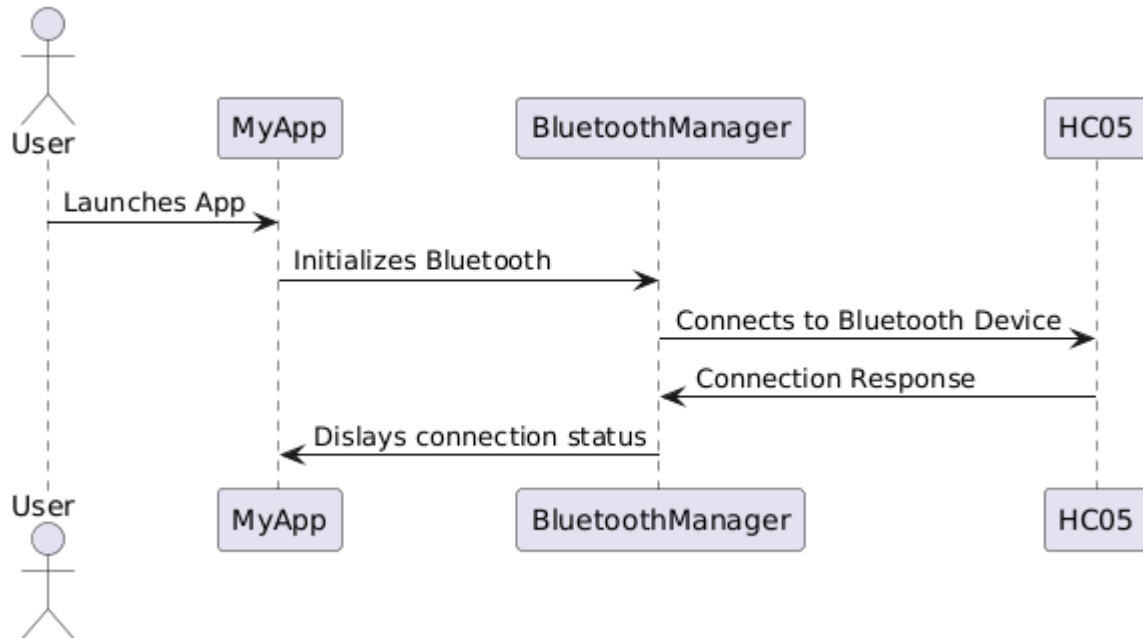 User
MyApp
BluetoothManager
HC05
Launches App
Initializes Bluetooth
Connects to Bluetooth Device
Connection Response
Dislays connection status
User
MyApp
BluetoothManager
HC05